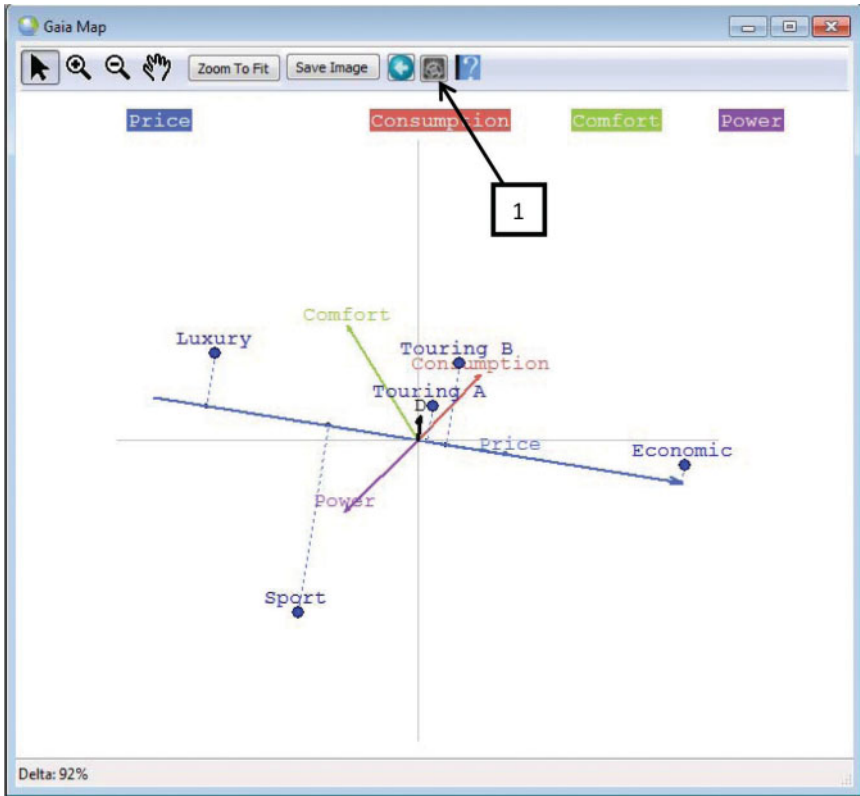 Gaia Map
Zoom To Fit Save Image ?
Price Consumption Comfort Power
1
Comfort
Luxury
Touring B
Consumption
Touring A
D
Price
Economic
Power
Sport
Delta: 92%